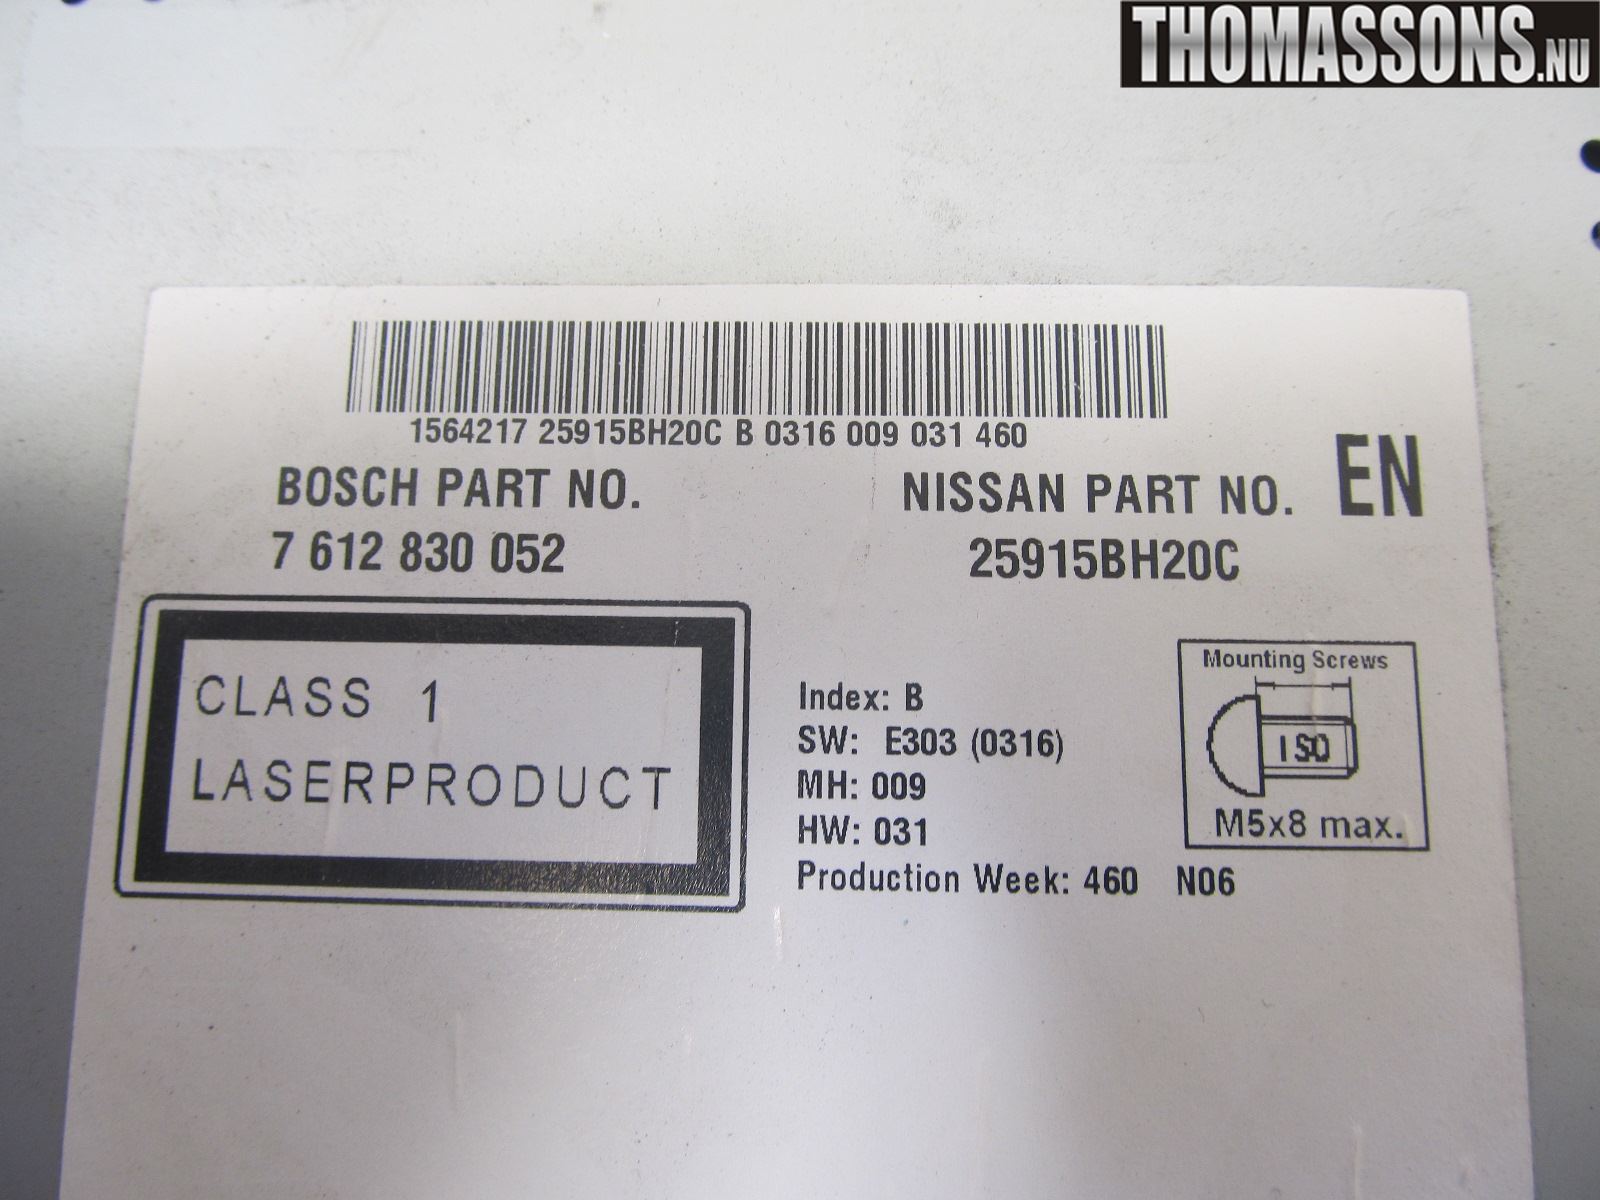 THOMASSONS.NU
1564217 25915BH20C B 0316 009 031 460
BOSCH PART NO.
7 612 830 052
NISSAN PART NO.
25915BH20C
EN
CLASS 1
LASERPRODUCT
Index: B
SW: E303 (0316)
MH: 009
HW: 031
Production Week: 460 N06
Mounting Screws
ISO
M5x8 max.